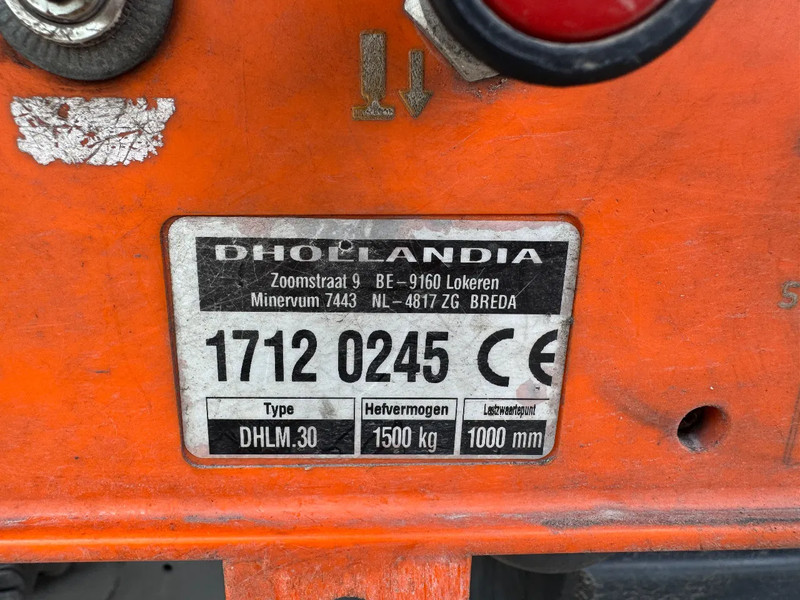 DHOLLANDIA
Zoomstraat 9 BE-9160 Lokeren
Minervum 7443 NL-4817 ZG BREDA
1712 0245 CE
Type Hefvermogen Lastzwaartepunt
DHLM.30 1500 kg 1000 mm
5